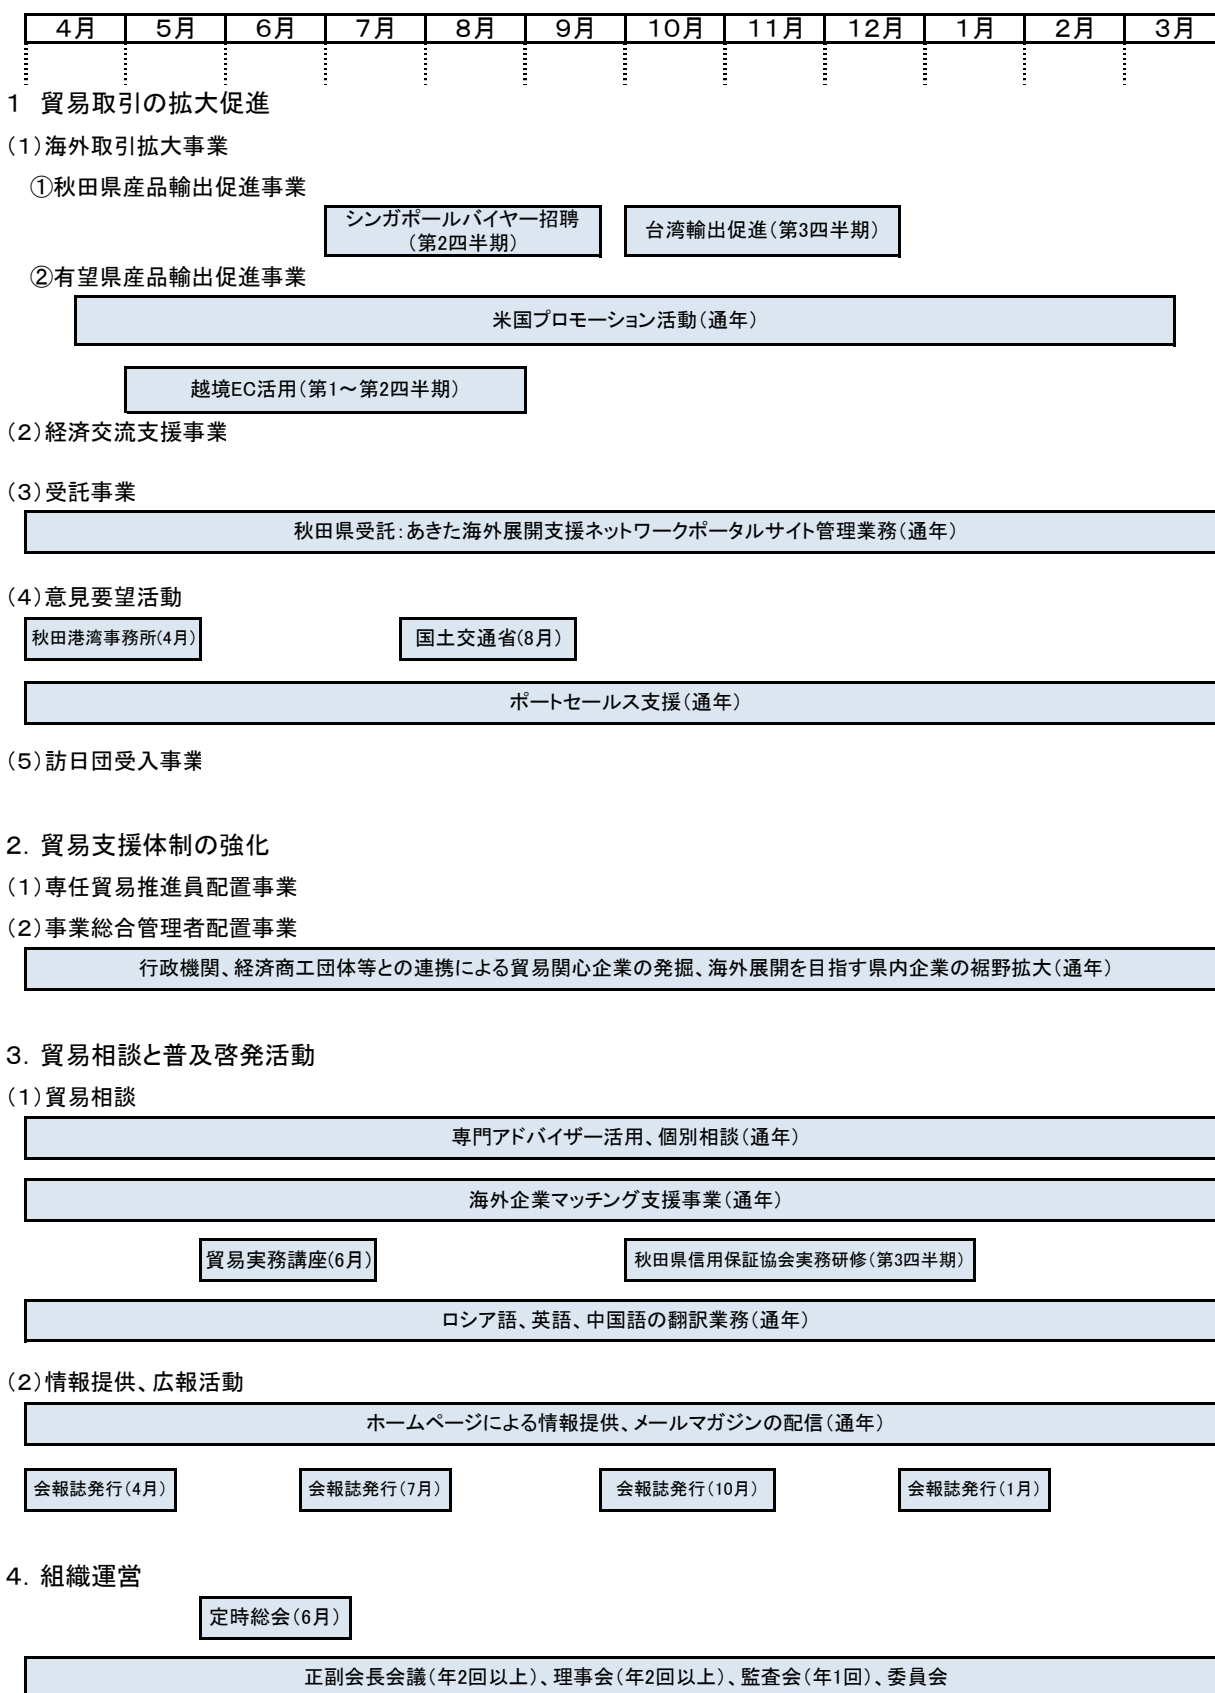 4月 5月 6月 7月 8月 9月 10月 11月 12月 1月 2月 3月
1 貿易取引の拡大促進
(1)海外取引拡大事業
①秋田県産品輸出促進事業
シンガポールバイヤー招聘
(第2四半期)
台湾輸出促進(第3四半期)
②有望県産品輸出促進事業
米国プロモーション活動(通年)
越境EC活用(第1~第2四半期)
(2)経済交流支援事業
(3)受託事業
秋田県受託:あきた海外展開支援ネットワークポータルサイト管理業務(通年)
(4)意見要望活動
秋田港湾事務所(4月) 国土交通省(8月)
ポートセールス支援(通年)
(5)訪日団受入事業
2. 貿易支援体制の強化
(1)専任貿易推進員配置事業
(2)事業総合管理者配置事業
行政機関、経済商工団体等との連携による貿易関心企業の発掘、海外展開を目指す県内企業の裾野拡大(通年)
3. 貿易相談と普及啓発活動
(1)貿易相談
専門アドバイザー活用、個別相談(通年)
海外企業マッチング支援事業(通年)
貿易実務講座(6月) 秋田県信用保証協会実務研修(第3四半期)
ロシア語、英語、中国語の翻訳業務(通年)
(2)情報提供、広報活動
ホームページによる情報提供、メールマガジンの配信(通年)
会報誌発行(4月) 会報誌発行(7月) 会報誌発行(10月) 会報誌発行(1月)
4. 組織運営
定時総会(6月)
正副会長会議(年2回以上)、理事会(年2回以上)、監査会(年1回)、委員会